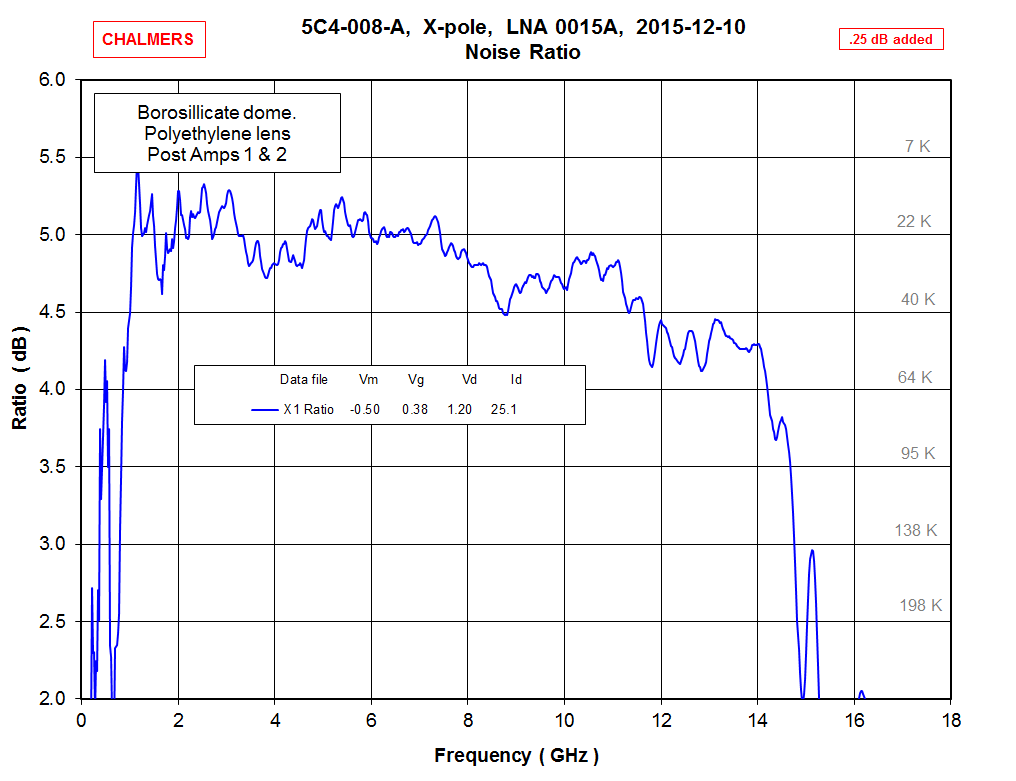 CHALMERS
5C4-008-A, X-pole, LNA 0015A, 2015-12-10
Noise Ratio
.25 dB added
Borosillicate dome.
Polyethylene lens
Post Amps 1 & 2
6.0
5.5
5.0
4.5
4.0
3.5
3.0
2.5
2.0
Ratio ( dB )
7 K
22 K
40 K
64 K
95 K
138 K
198 K
Data file Vm Vg Vd Id
X1 Ratio -0.50 0.38 1.20 25.1
0 2 4 6 8 10 12 14 16 18
Frequency ( GHz )